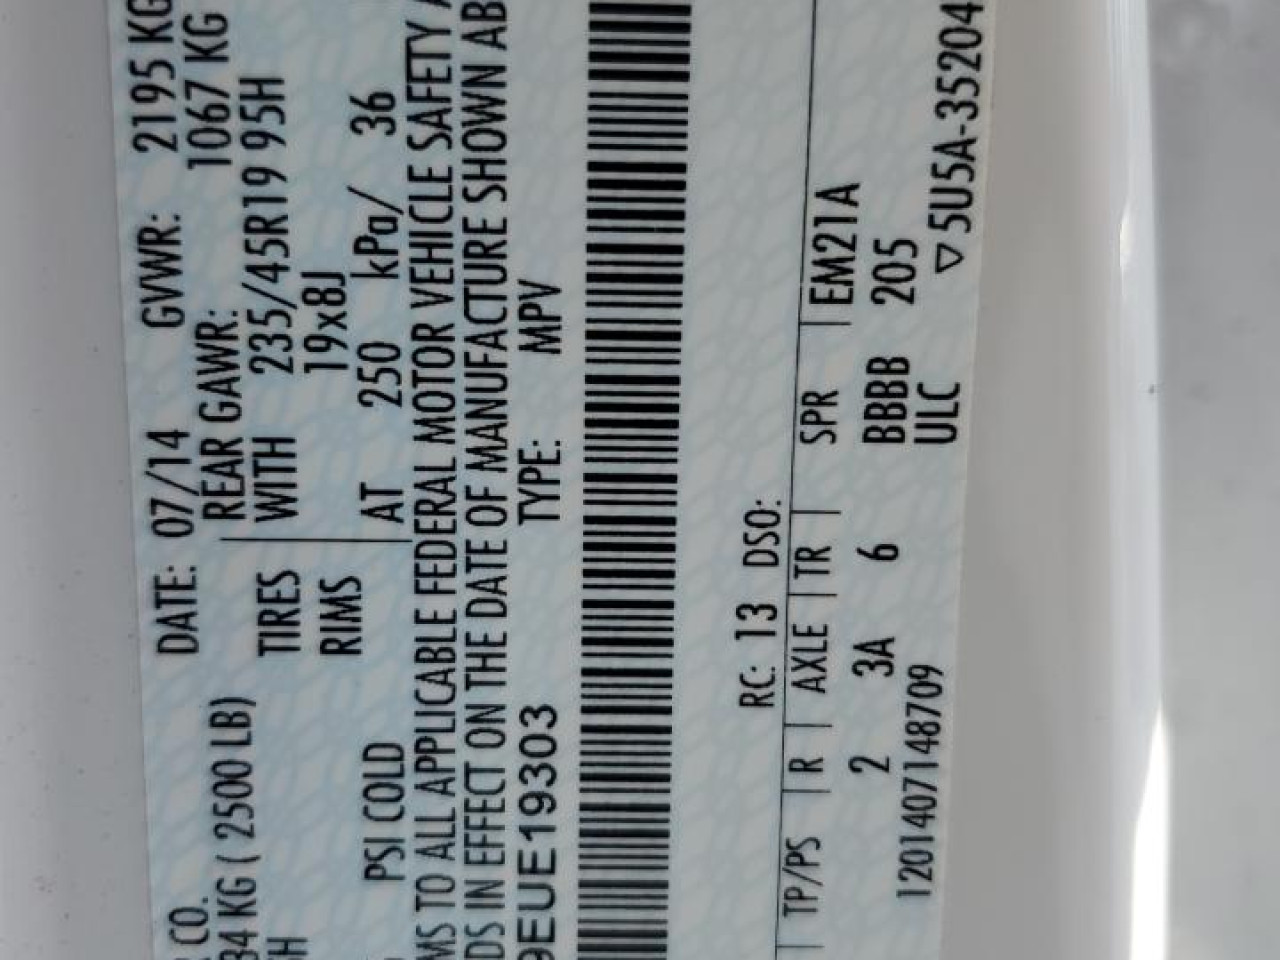 CO. DATE: 07/14 GVWR: 2195 KG
34 KG ( 2500 LB) REAR GAWR: 1067 KG
TIRES WITH 235/45R19 95H
RIMS 19x8J
PSI COLD AT 250 kPa/ 36
MS TO ALL APPLICABLE FEDERAL MOTOR VEHICLE SAFETY
DS IN EFFECT ON THE DATE OF MANUFACTURE SHOWN AB
9EUE19303 TYPE: MPV
RC: 13 DSO:
TP/PS R AXLE TR SPR EM21A
2 3A 6 BBBB 205
120140714 8709 ULC ▽5U5A-35204